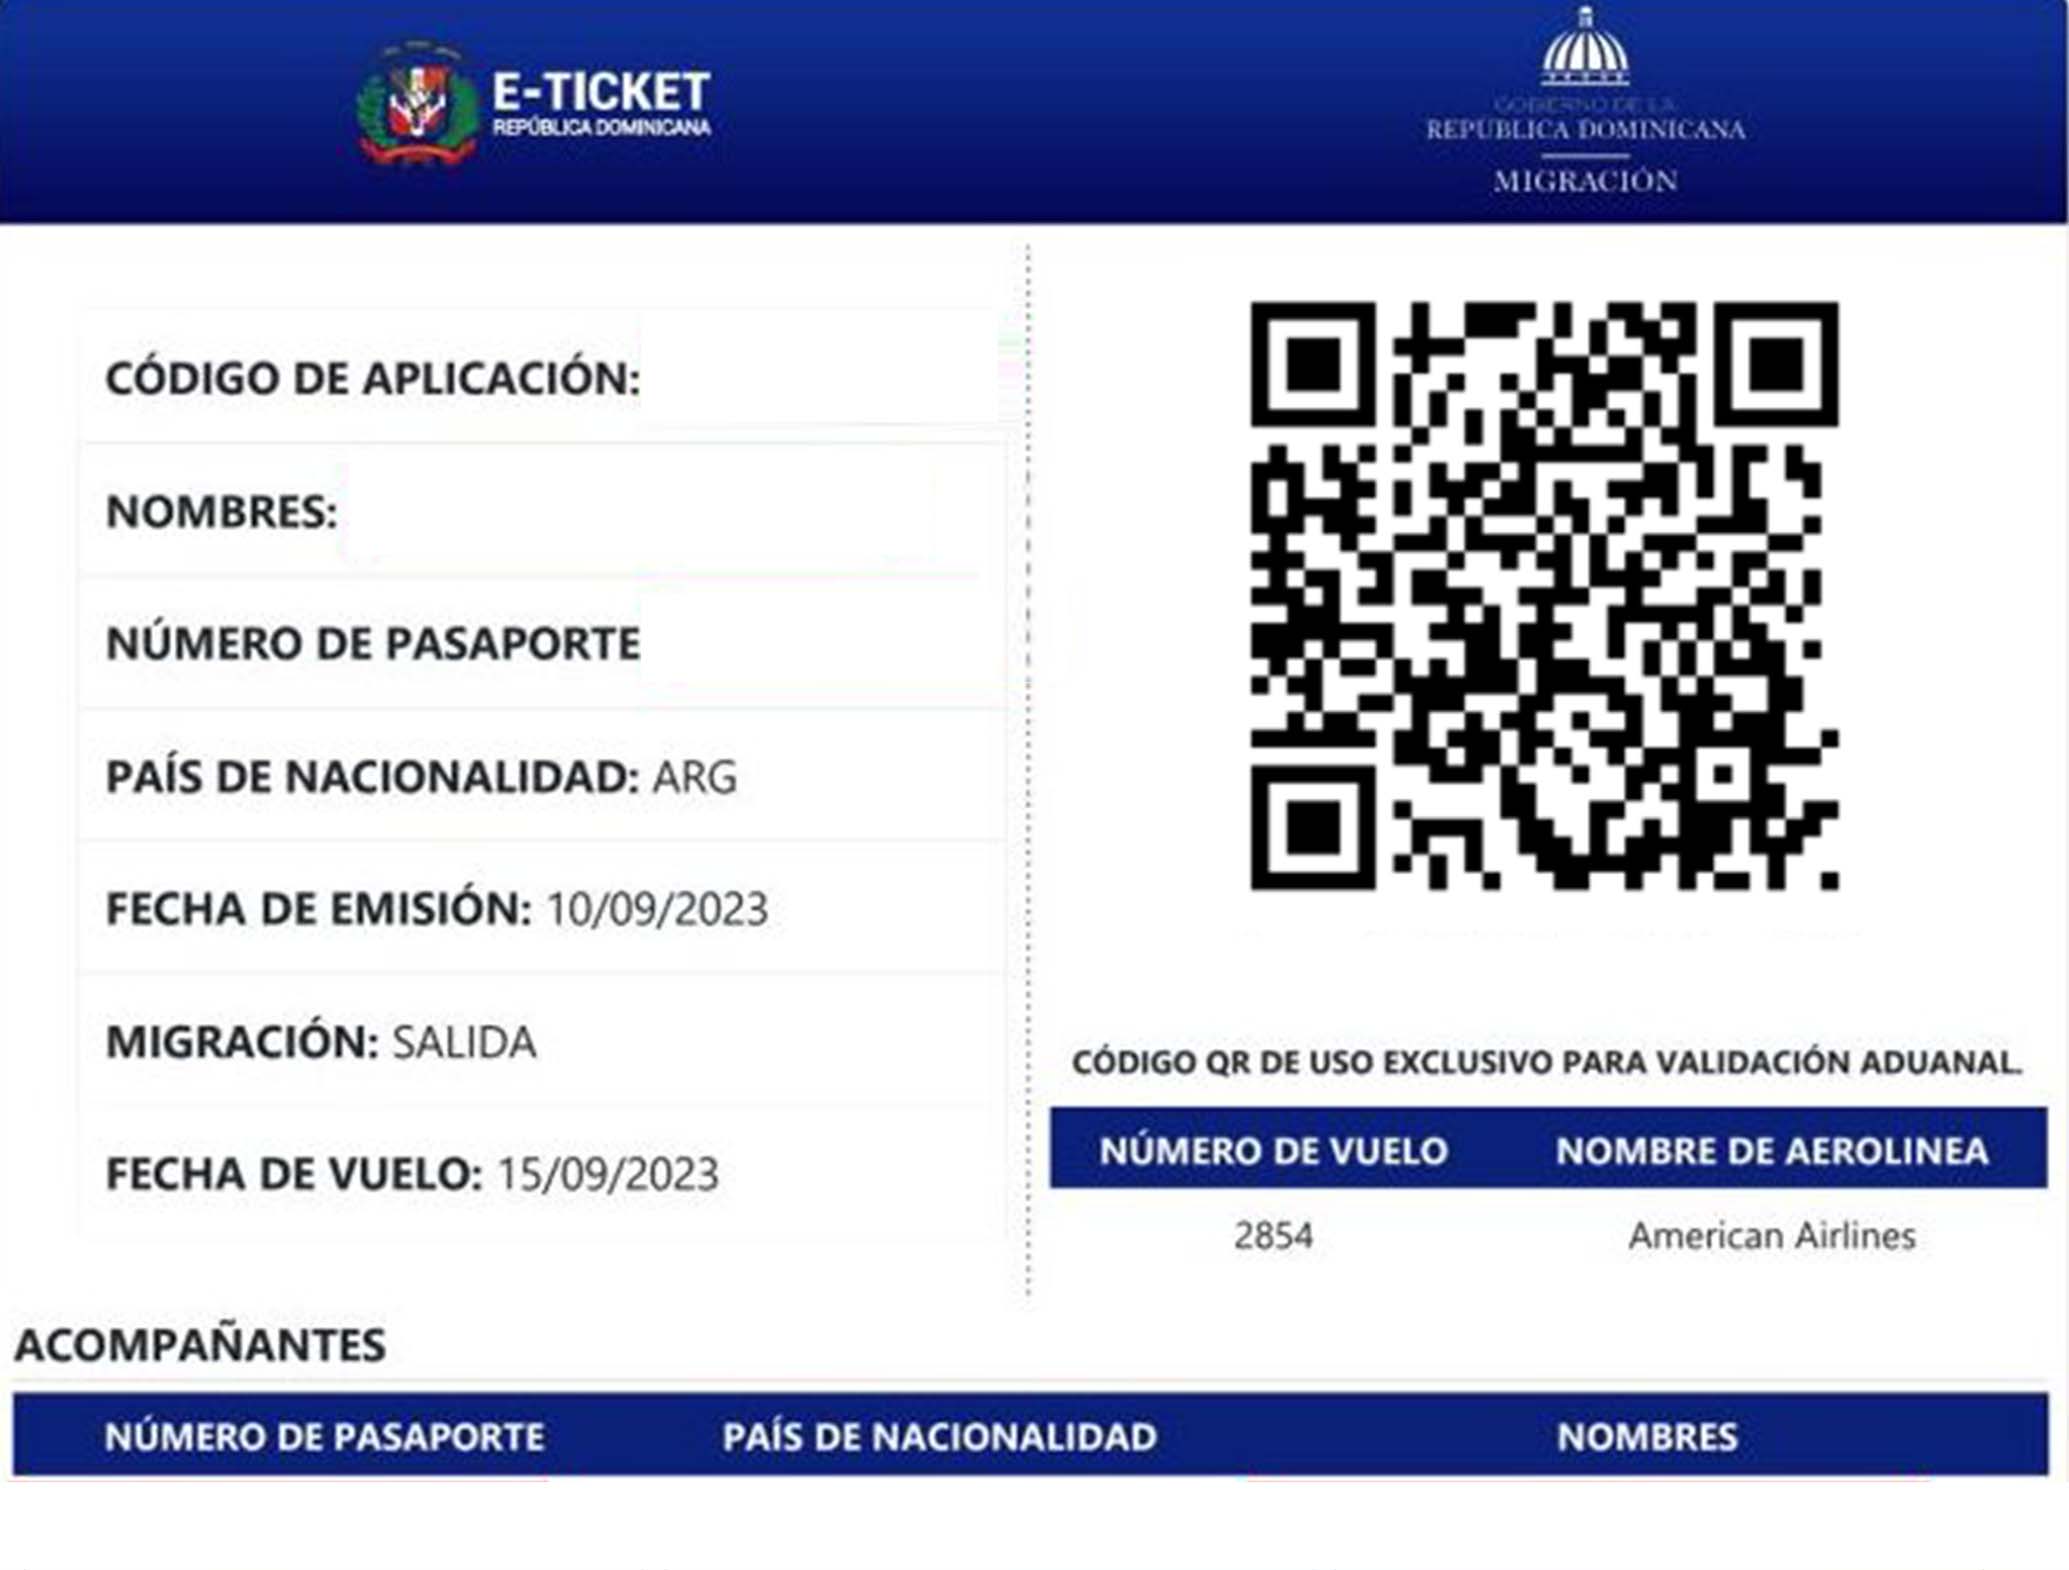 E-TICKET
REPÚBLICA DOMINICANA
GOBIERNO DE LA
REPÚBLICA DOMINICANA
MIGRACIÓN
CÓDIGO DE APLICACIÓN:
NOMBRES:
NÚMERO DE PASAPORTE
PAÍS DE NACIONALIDAD: ARG
FECHA DE EMISIÓN: 10/09/2023
MIGRACIÓN: SALIDA
FECHA DE VUELO: 15/09/2023
CÓDIGO QR DE USO EXCLUSIVO PARA VALIDACIÓN ADUANAL.
NÚMERO DE VUELO NOMBRE DE AEROLINEA
2854 American Airlines
ACOMPAÑANTES
NÚMERO DE PASAPORTE PAÍS DE NACIONALIDAD NOMBRES